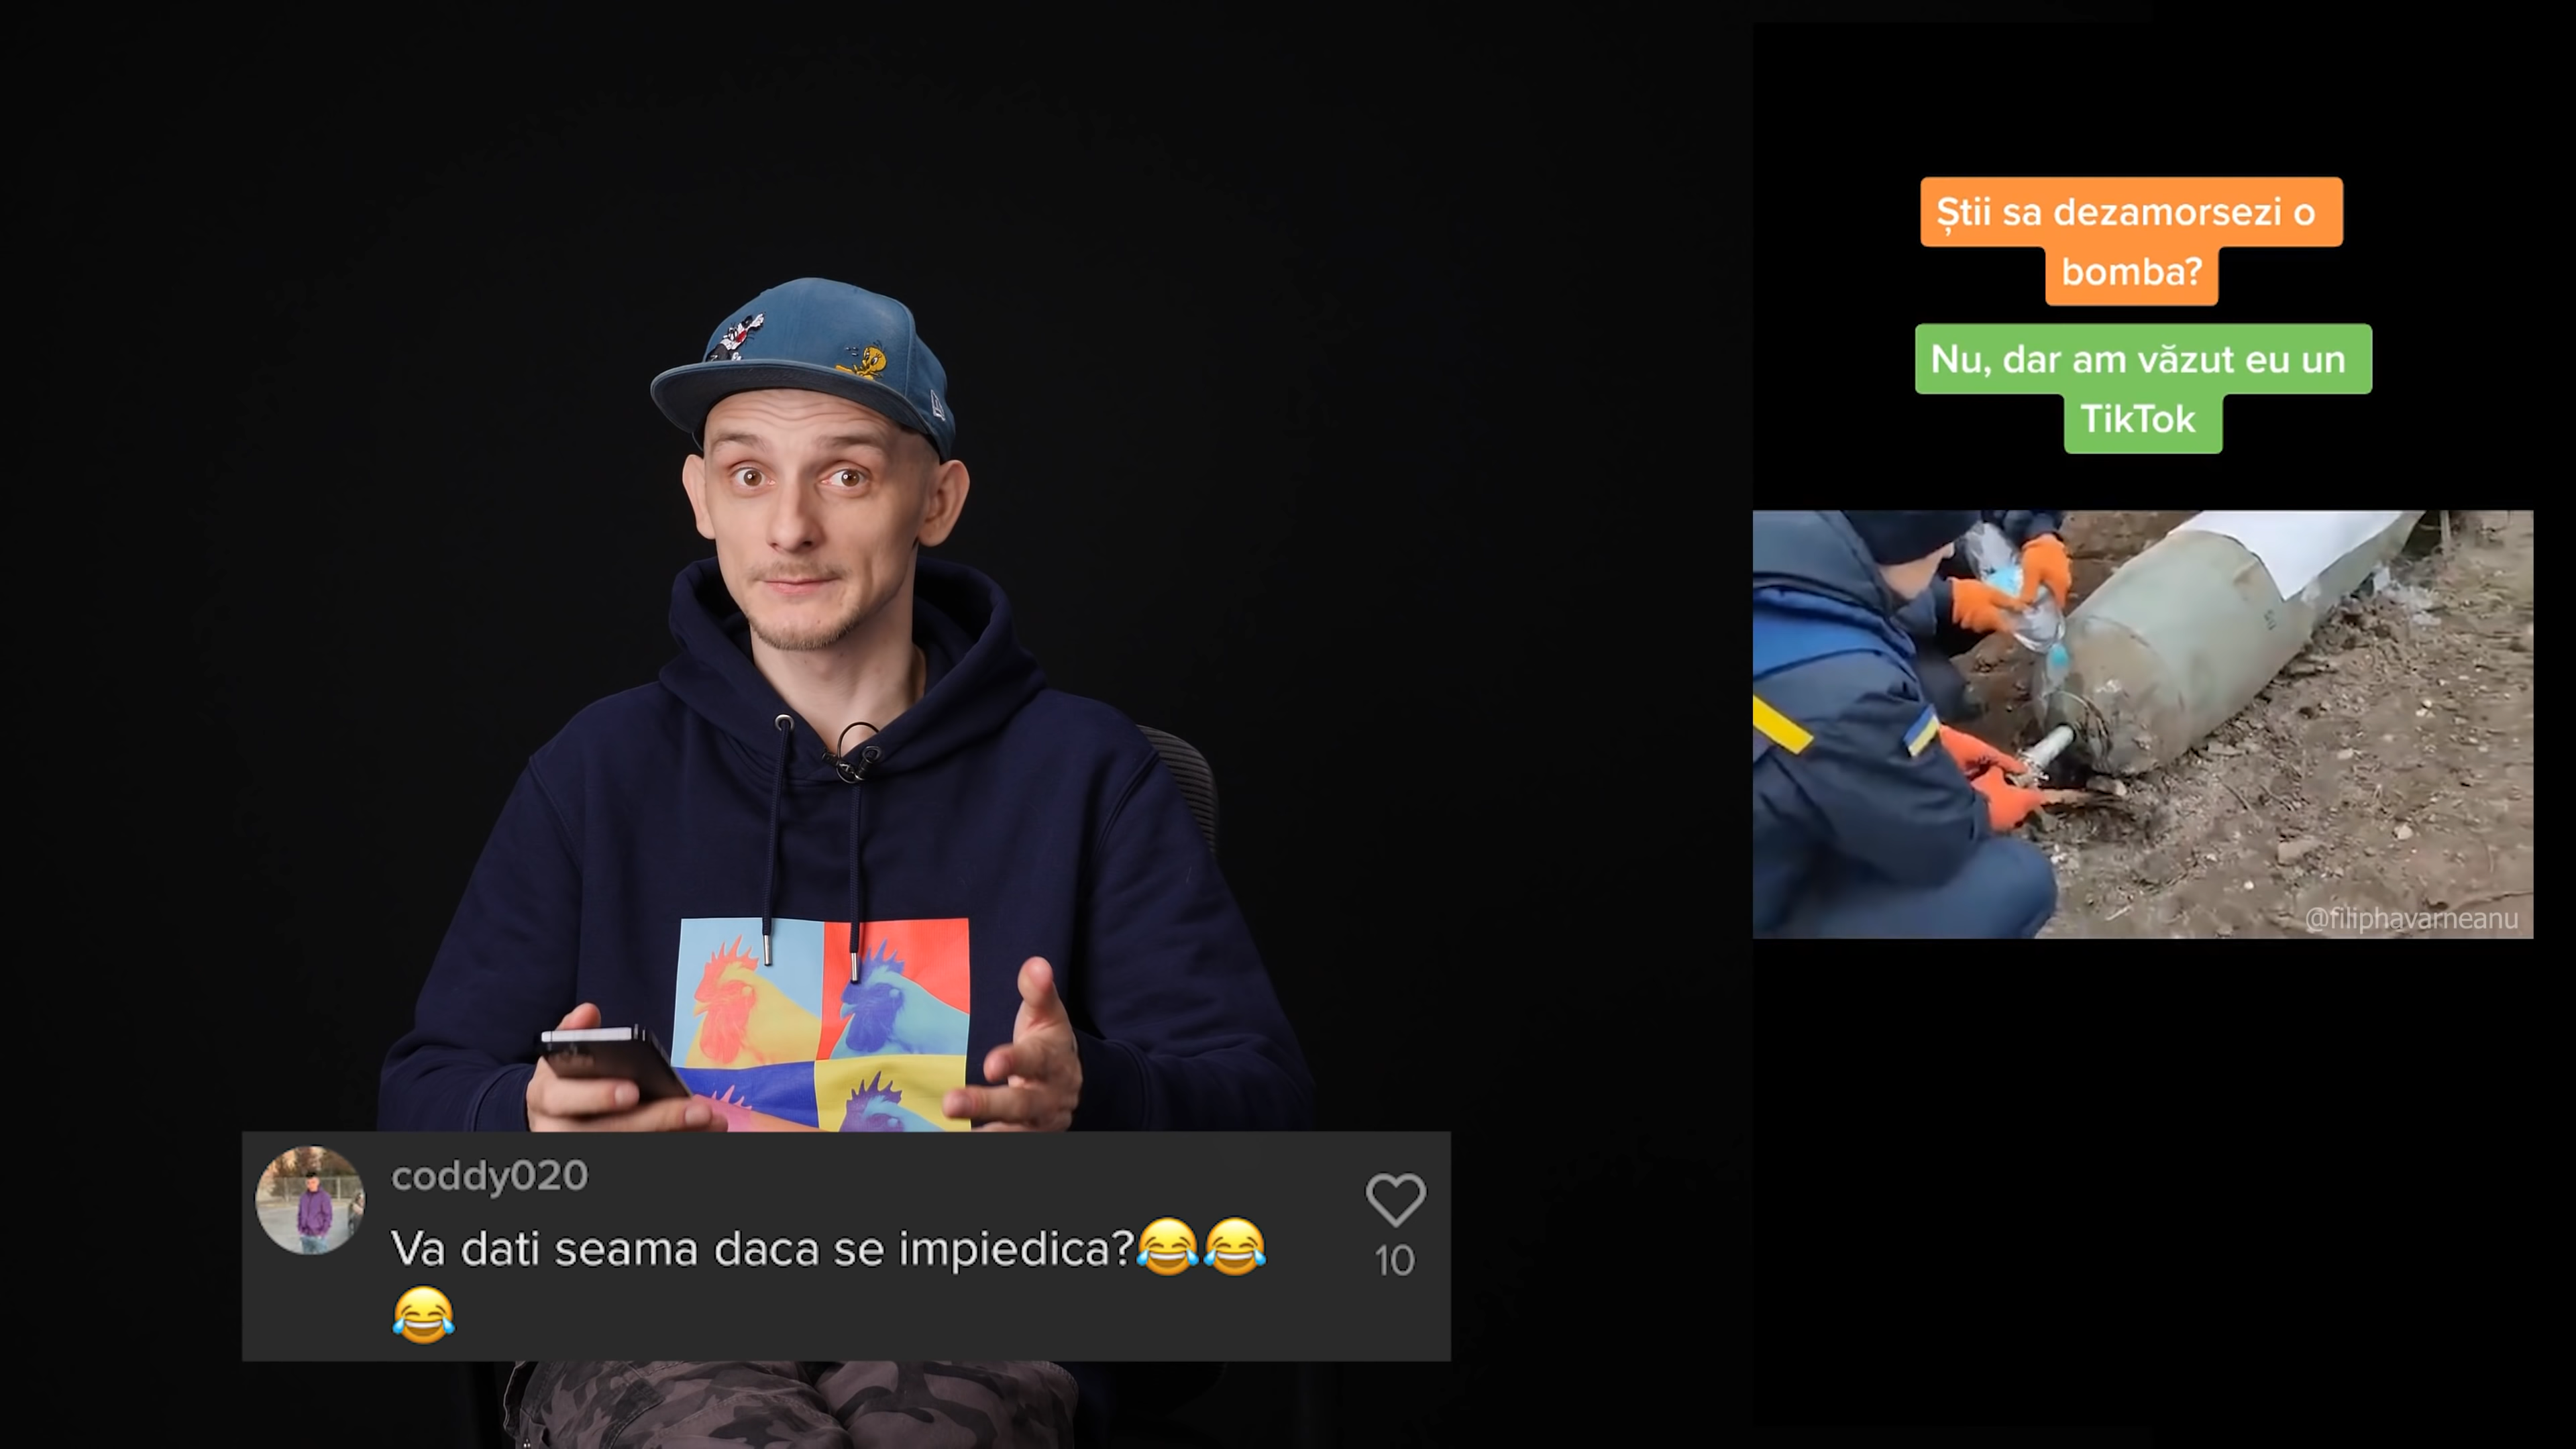 Știi sa dezamorsezi o
bomba?
Nu, dar am văzut eu un
TikTok
@filiphavarneanu
coddy020
Va dati seama daca se impiedica?😂😂
😂
10